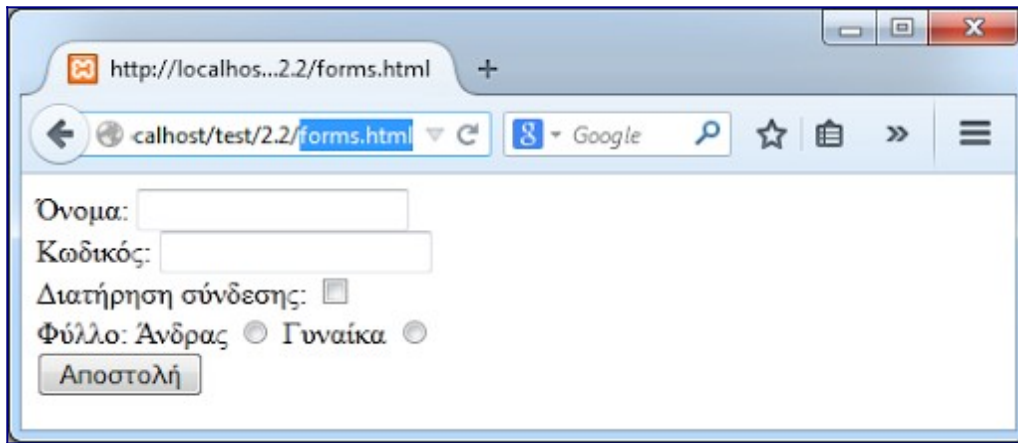 http://localhos...2.2/forms.html
calhost/test/2.2/forms.html
Google
Όνομα:
Κωδικός:
Διατήρηση σύνδεσης:
Φύλλο: Άνδρας Γυναίκα
Αποστολή